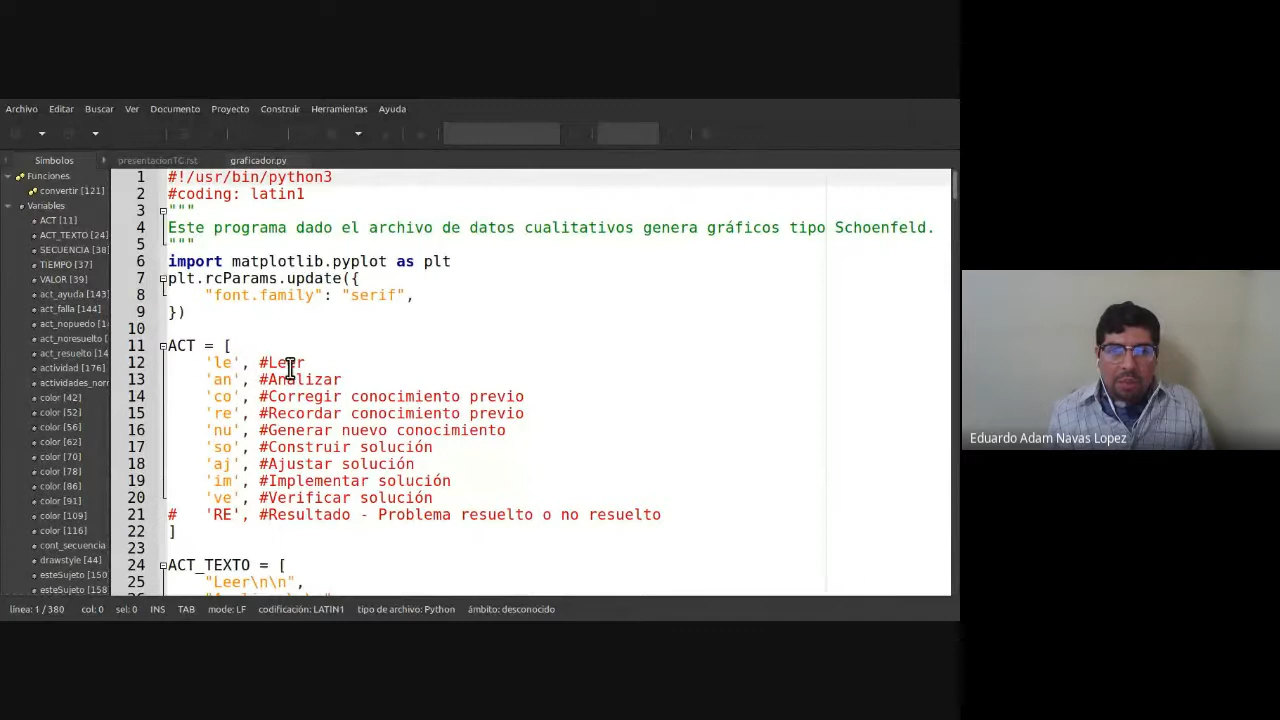 Archivo Editar Buscar Ver Documento Proyecto Construir Herramientas Ayuda
Símbolos presentacionTG.rst graficador.py
Funciones
convertir [121]
Variables
ACT [11]
ACT_TEXTO [24]
SECUENCIA [38]
TIEMPO [37]
VALOR [39]
act_ayuda [143]
act_falla [144]
act_nopuedo [1
act_noresuelto
act_resuelto [14
actividad [176]
actividades_norr
color [42]
color [52]
color [56]
color [62]
color [70]
color [78]
color [86]
color [91]
color [109]
color [116]
cont_secuencia
drawstyle [44]
esteSujeto [150
esteSujeto [158
1 #!/usr/bin/python3
2 #coding: latin1
3 """
4 Este programa dado el archivo de datos cualitativos genera gráficos tipo Schoenfeld.
5 """
6 import matplotlib.pyplot as plt
7 plt.rcParams.update({
8 "font.family": "serif",
9 })
10
11 ACT = [
12 'le', #Leer
13 'an', #Analizar
14 'co', #Corregir conocimiento previo
15 're', #Recordar conocimiento previo
16 'nu', #Generar nuevo conocimiento
17 'so', #Construir solución
18 'aj', #Ajustar solución
19 'im', #Implementar solución
20 've', #Verificar solución
21 # 'RE', #Resultado - Problema resuelto o no resuelto
22 ]
23
24 ACT_TEXTO = [
25 "Leer\n\n",
línea: 1 / 380 col: 0 sel: 0 INS TAB mode: LF codificación: LATIN1 tipo de archivo: Python ámbito: desconocido
Eduardo Adam Navas Lopez